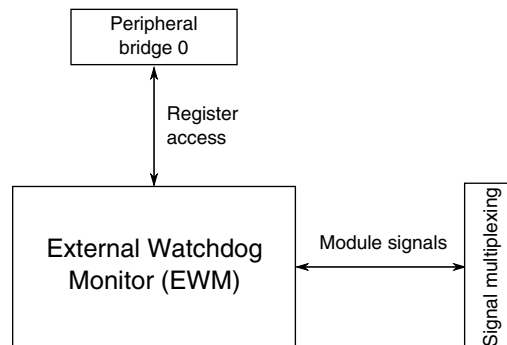 Peripheral
bridge 0
Register
access
External Watchdog
Monitor (EWM)
Module signals
Signal multiplexing